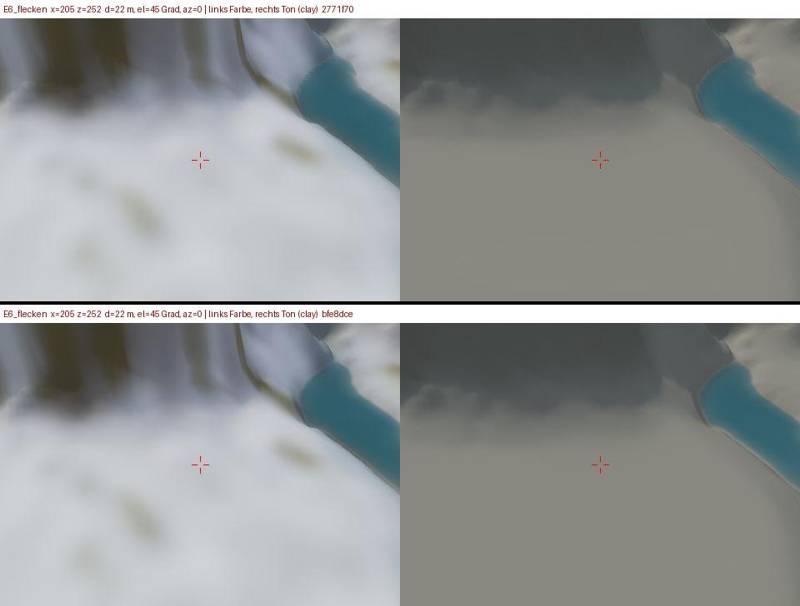 E6_flecken x=205 z=252 d=22 m, el=45 Grad, az=0 | links Farbe, rechts Ton (clay) 2771f70
E6_flecken x=205 z=252 d=22 m, el=45 Grad, az=0 | links Farbe, rechts Ton (clay) bfe8dce